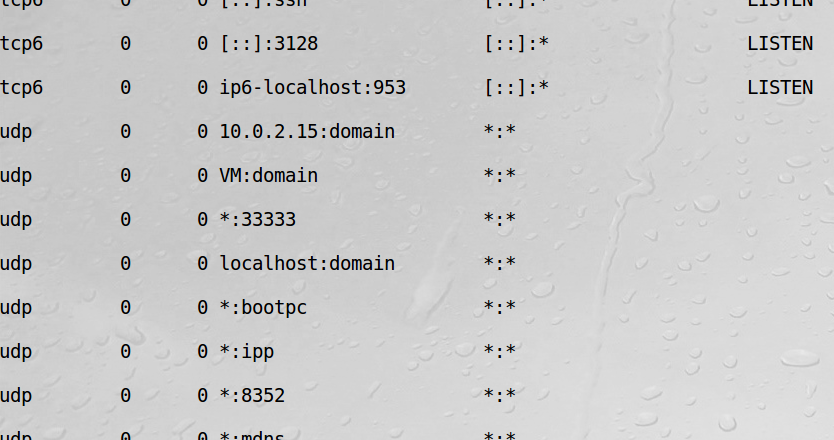 tcp6 0 0 [::]:ssh [::]:* LISTEN
tcp6 0 0 [::]:3128 [::]:* LISTEN
tcp6 0 0 ip6-localhost:953 [::]:* LISTEN
udp 0 0 10.0.2.15:domain *:*
udp 0 0 VM:domain *:*
udp 0 0 *:33333 *:*
udp 0 0 localhost:domain *:*
udp 0 0 *:bootpc *:*
udp 0 0 *:ipp *:*
udp 0 0 *:8352 *:*
udp 0 0 *:mdns *:*